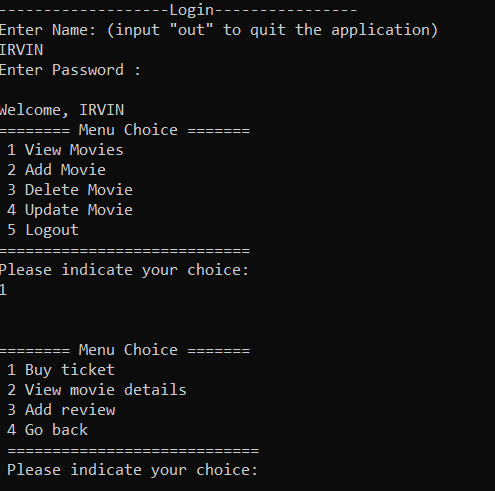 -------------------Login----------------
Enter Name: (input "out" to quit the application)
IRVIN
Enter Password :
Welcome, IRVIN
======== Menu Choice =======
 1 View Movies
 2 Add Movie
 3 Delete Movie
 4 Update Movie
 5 Logout
============================
Please indicate your choice:
1
======== Menu Choice =======
 1 Buy ticket
 2 View movie details
 3 Add review
 4 Go back
 ============================
 Please indicate your choice: